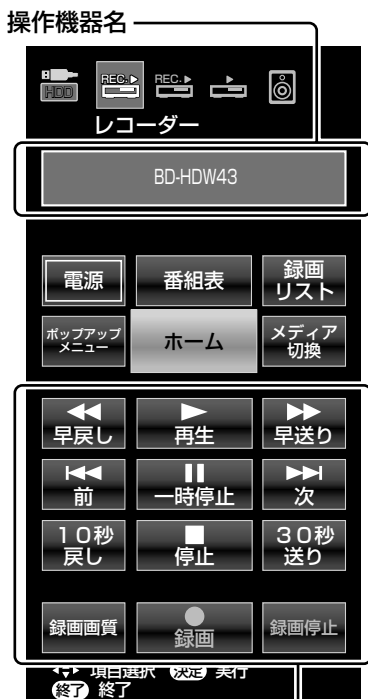 操作機器名
HDD REC. REC.
レコーダー
BD-HDW43
電源 番組表 録画
リスト
ポップアップ
メニュー ホーム メディア
切換
早戻し 再生 早送り
前 一時停止 次
10秒
戻し 停止 30秒
送り
録画画質 録画 録画停止
項目選択 決定 実行
終了 終了